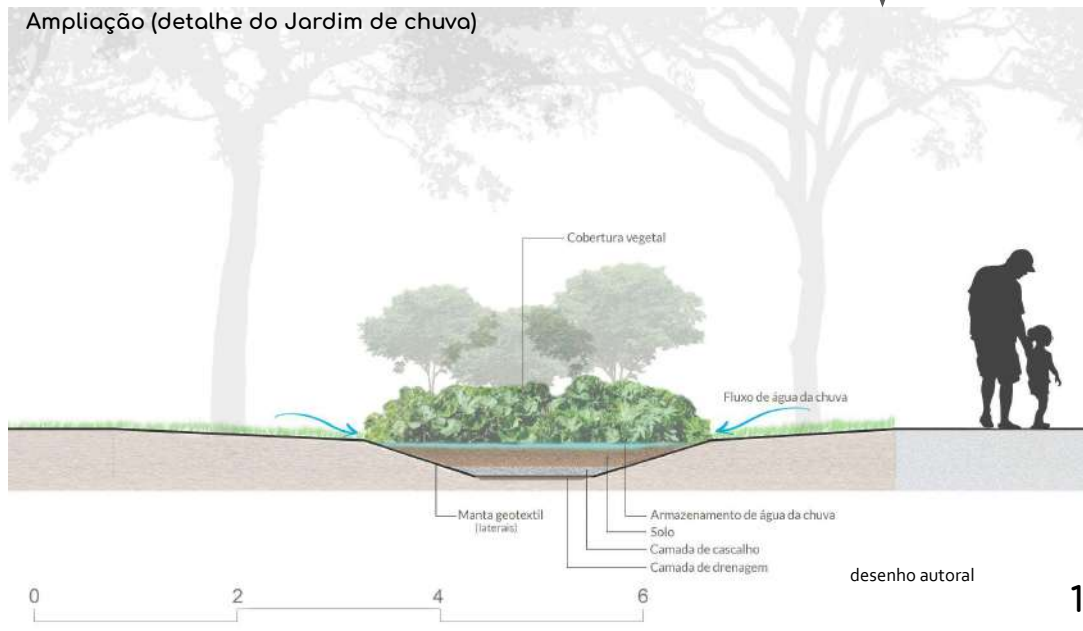 Ampliação (detalhe do Jardim de chuva)
Cobertura vegetal
Fluxo de água da chuva
Manta geotextil
[laterais]
Armazenamento de água da chuva
Solo
Camada de cascalho
Camada de drenagem
desenho autoral
0 2 4 6
1